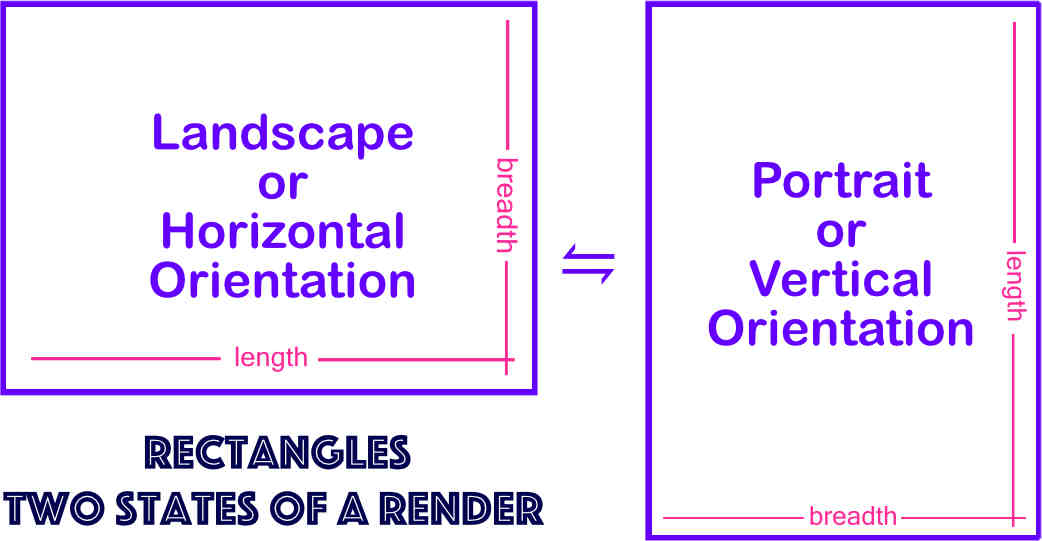 Landscape
or
Horizontal
Orientation
breadth
length
Portrait
or
Vertical
Orientation
length
breadth
RECTANGLES
TWO STATES OF A RENDER